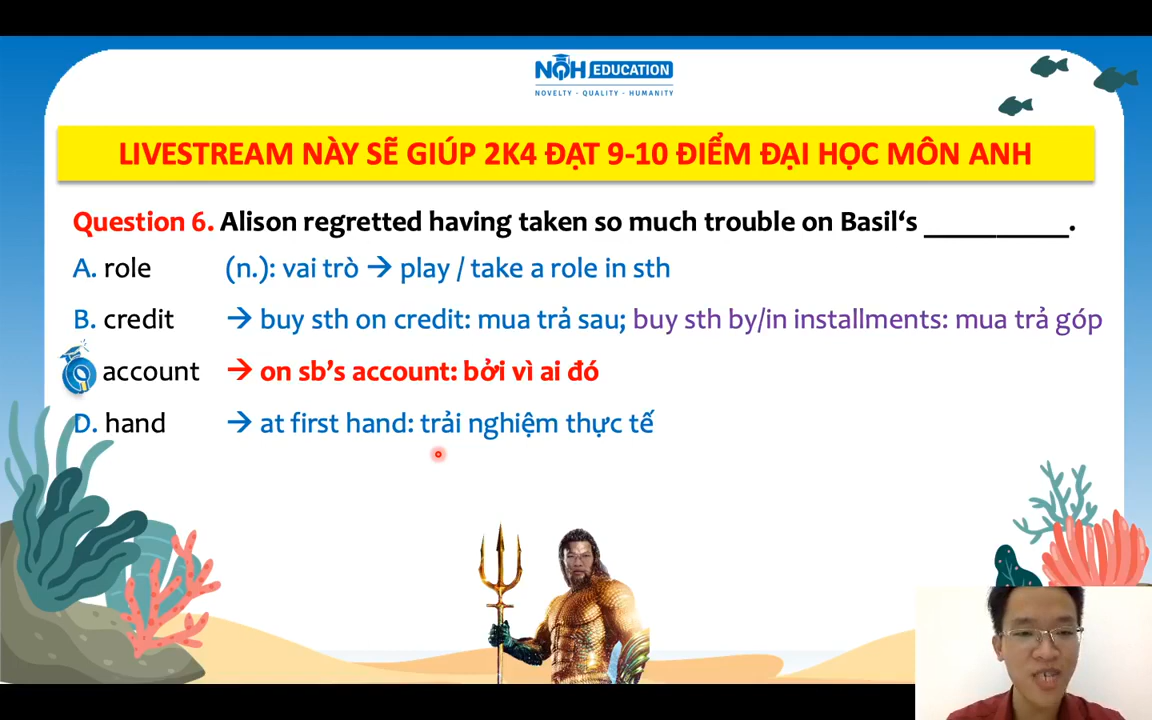 NQH EDUCATION
NOVELTY - QUALITY - HUMANITY
LIVESTREAM NÀY SẼ GIÚP 2K4 ĐẠT 9-10 ĐIỂM ĐẠI HỌC MÔN ANH
Question 6. Alison regretted having taken so much trouble on Basil‘s __________.
A. role (n.): vai trò → play / take a role in sth
B. credit → buy sth on credit: mua trả sau; buy sth by/in installments: mua trả góp
account → on sb’s account: bởi vì ai đó
D. hand → at first hand: trải nghiệm thực tế